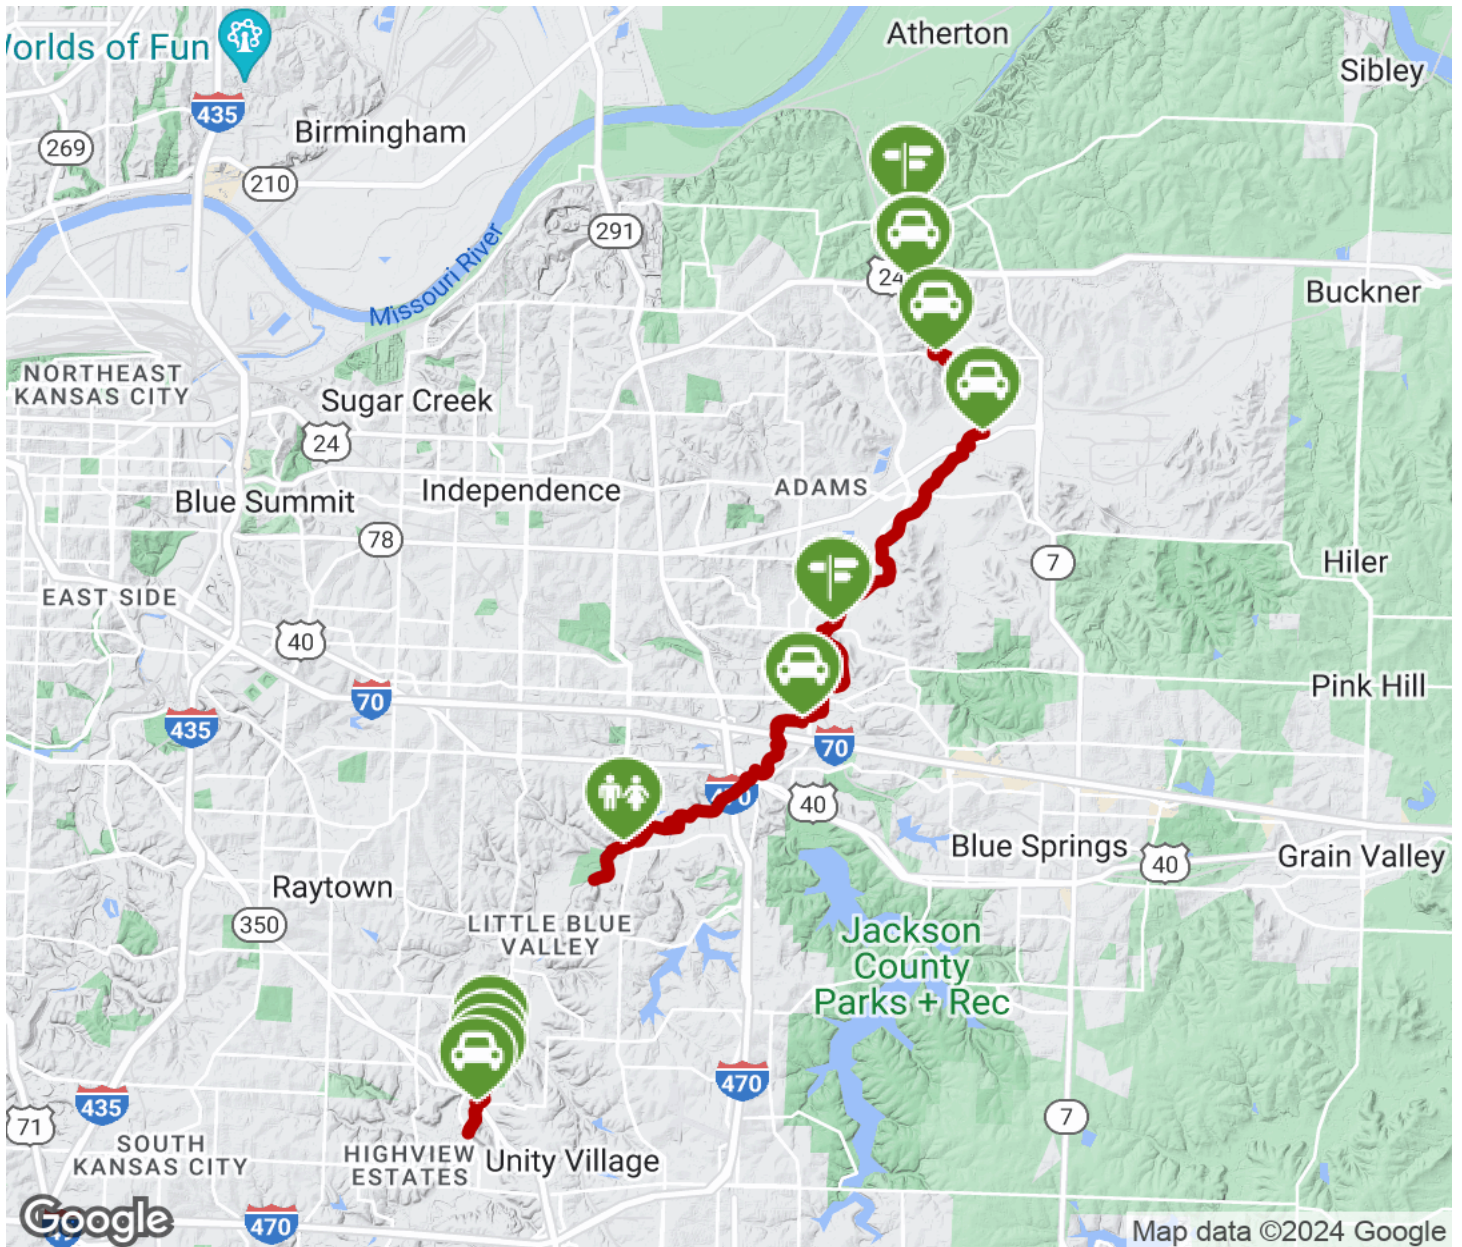 Atherton
Worlds of Fun
Sibley
435
Birmingham
269
210
291
Missouri River
24
Buckner
NORTHEAST
KANSAS CITY
Sugar Creek
24
Independence
ADAMS
Blue Summit
78
7
Hiler
EAST SIDE
40
70
Pink Hill
435
70
40
Blue Springs
40
Grain Valley
Raytown
350
LITTLE BLUE
VALLEY
Jackson
County
Parks + Rec
470
435
71
7
SOUTH
KANSAS CITY
HIGHVIEW
ESTATES
Unity Village
Google
470
Map data ©2024 Google